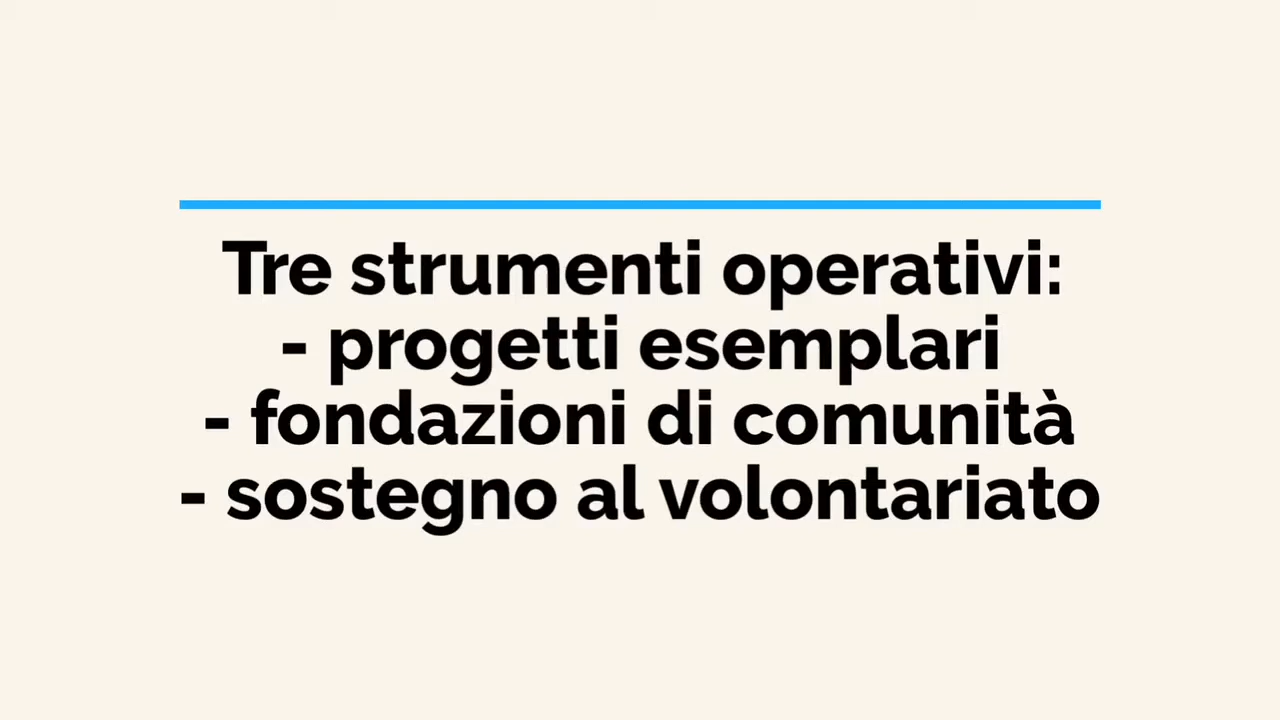 Tre strumenti operativi:
- progetti esemplari
- fondazioni di comunità
- sostegno al volontariato